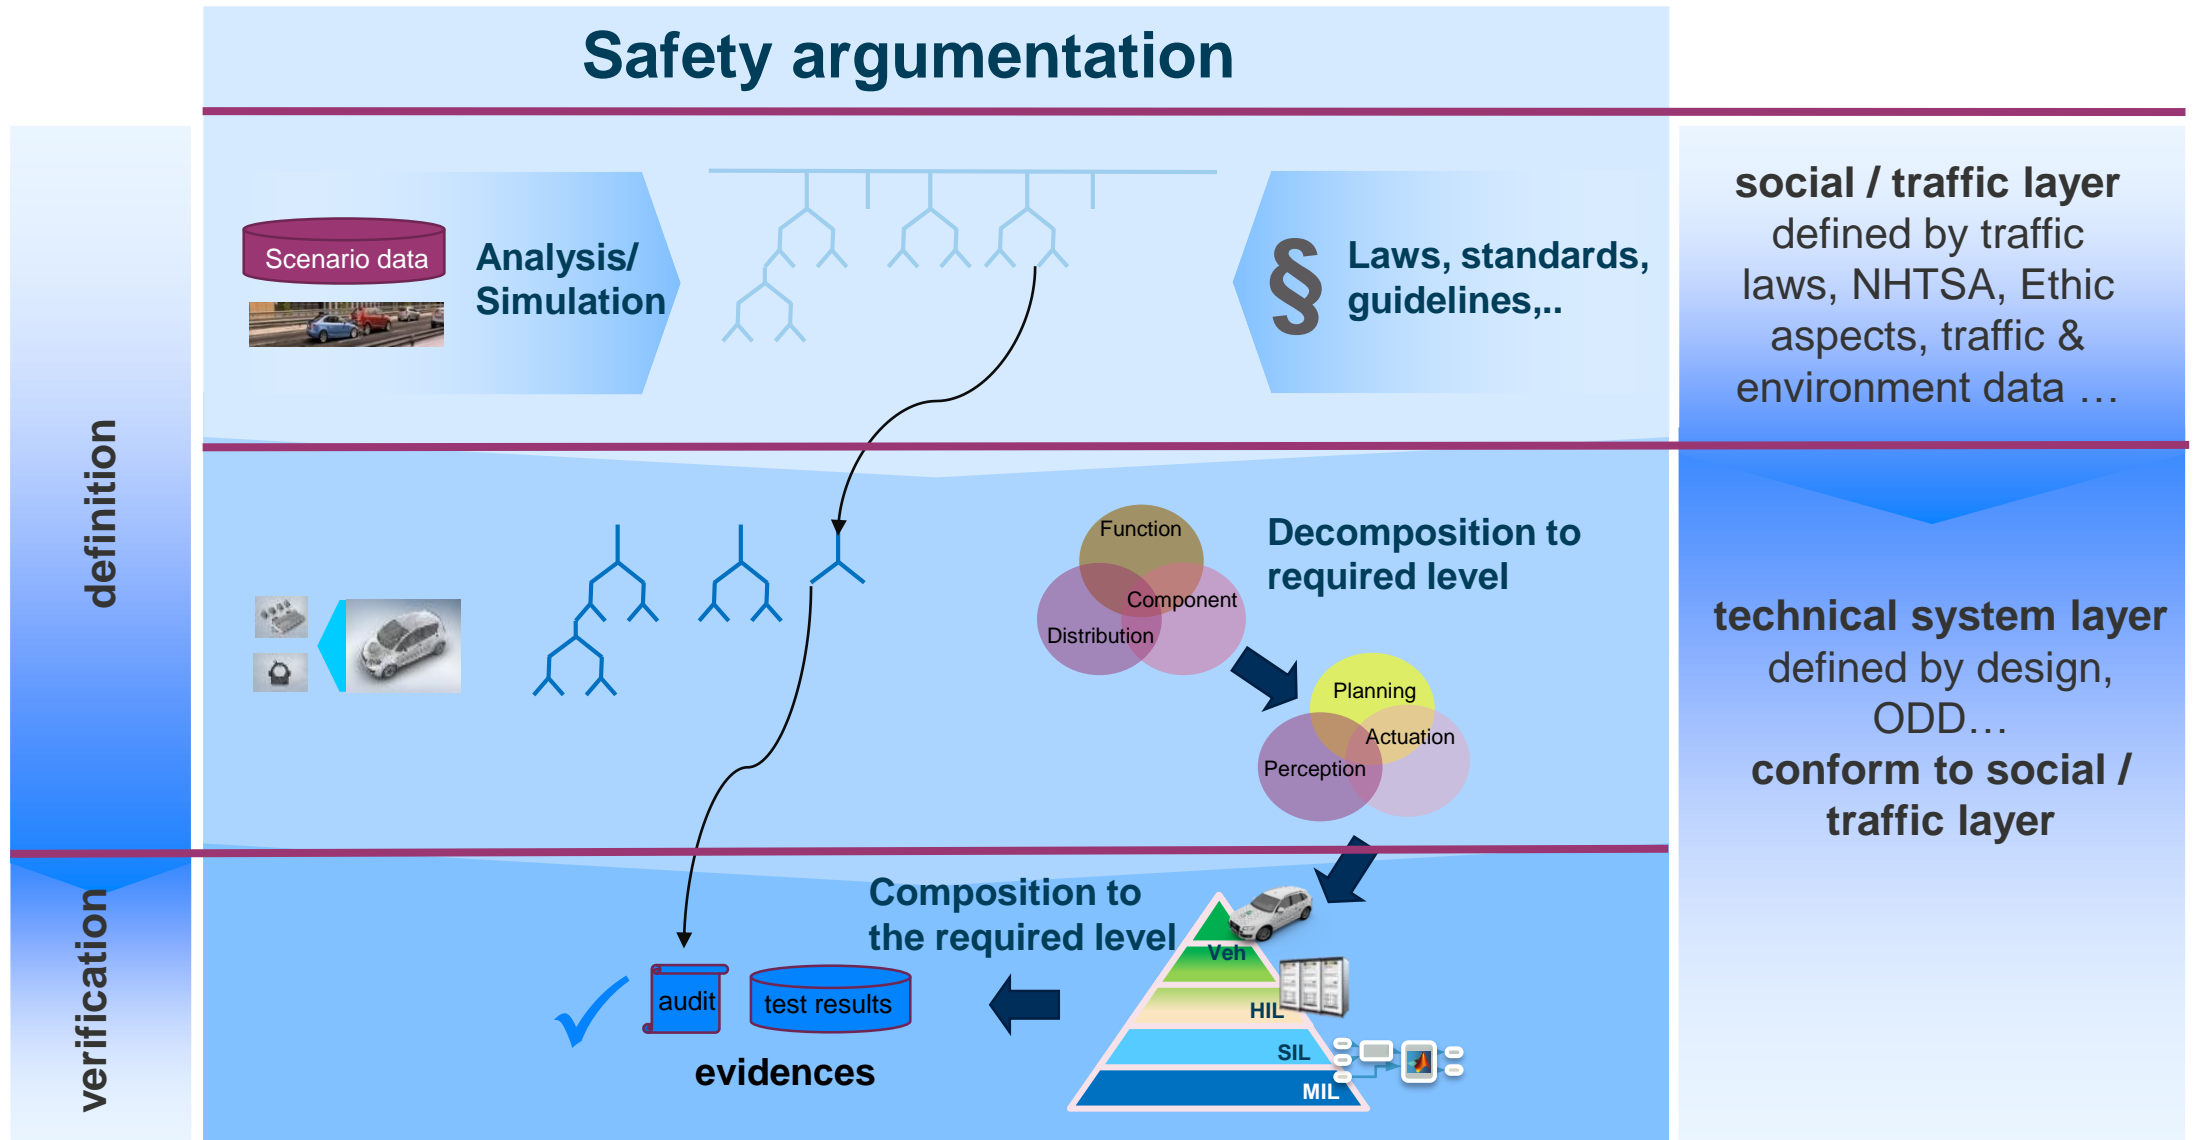 Safety argumentation
definition
verification
Scenario data
Analysis/
Simulation
§
Laws, standards,
guidelines,..
social / traffic layer
defined by traffic
laws, NHTSA, Ethic
aspects, traffic &
environment data …
Function
Component
Distribution
Decomposition to
required level
Planning
Actuation
Perception
technical system layer
defined by design,
ODD…
conform to social /
traffic layer
Composition to
the required level
audit
test results
evidences
Veh
HIL
SIL
MIL